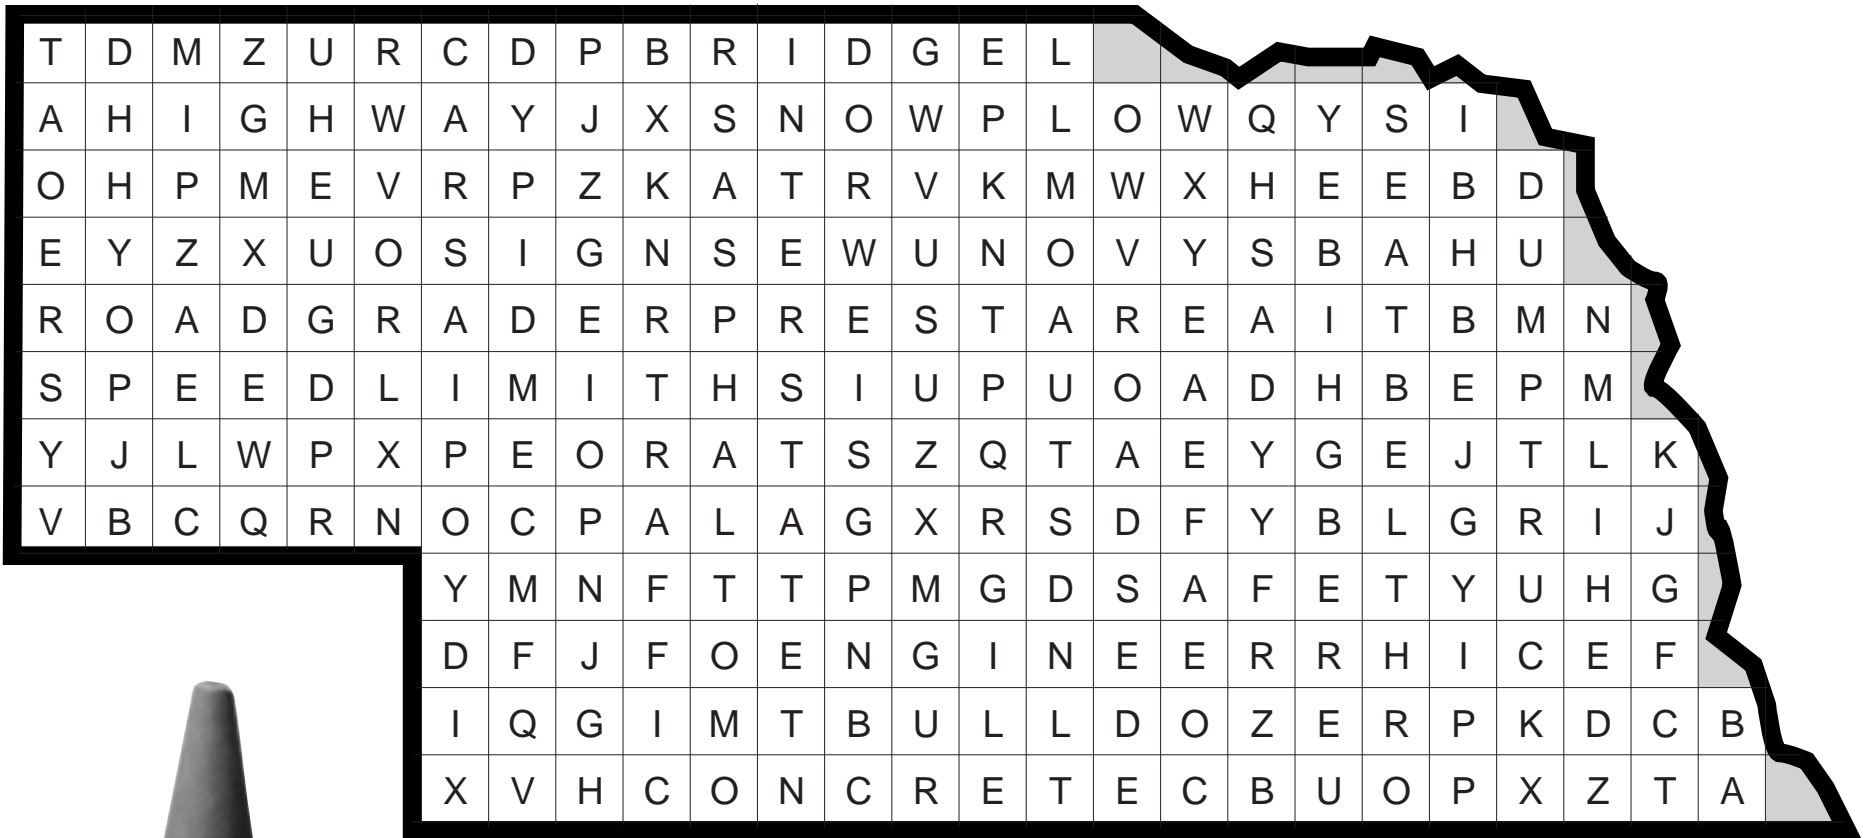 T D M Z U R C D P B R I D G E L
A H I G H W A Y J X S N O W P L O W Q Y S I
O H P M E V R P Z K A T R V K M W X H E E B D
E Y Z X U O S I G N S E W U N O V Y S B A H U
R O A D G R A D E R P R E S T A R E A I T B M N
S P E E D L I M I T H S I U P U O A D H B E P M
Y J L W P X P E O R A T S Z Q T A E Y G E J T L K
V B C Q R N O C P A L A G X R S D F Y B L G R I J
Y M N F T T P M G D S A F E T Y U H G
D F J F O E N G I N E E R R H I C E F
I Q G I M T B U L L D O Z E R P K D C B
X V H C O N C R E T E C B U O P X Z T A